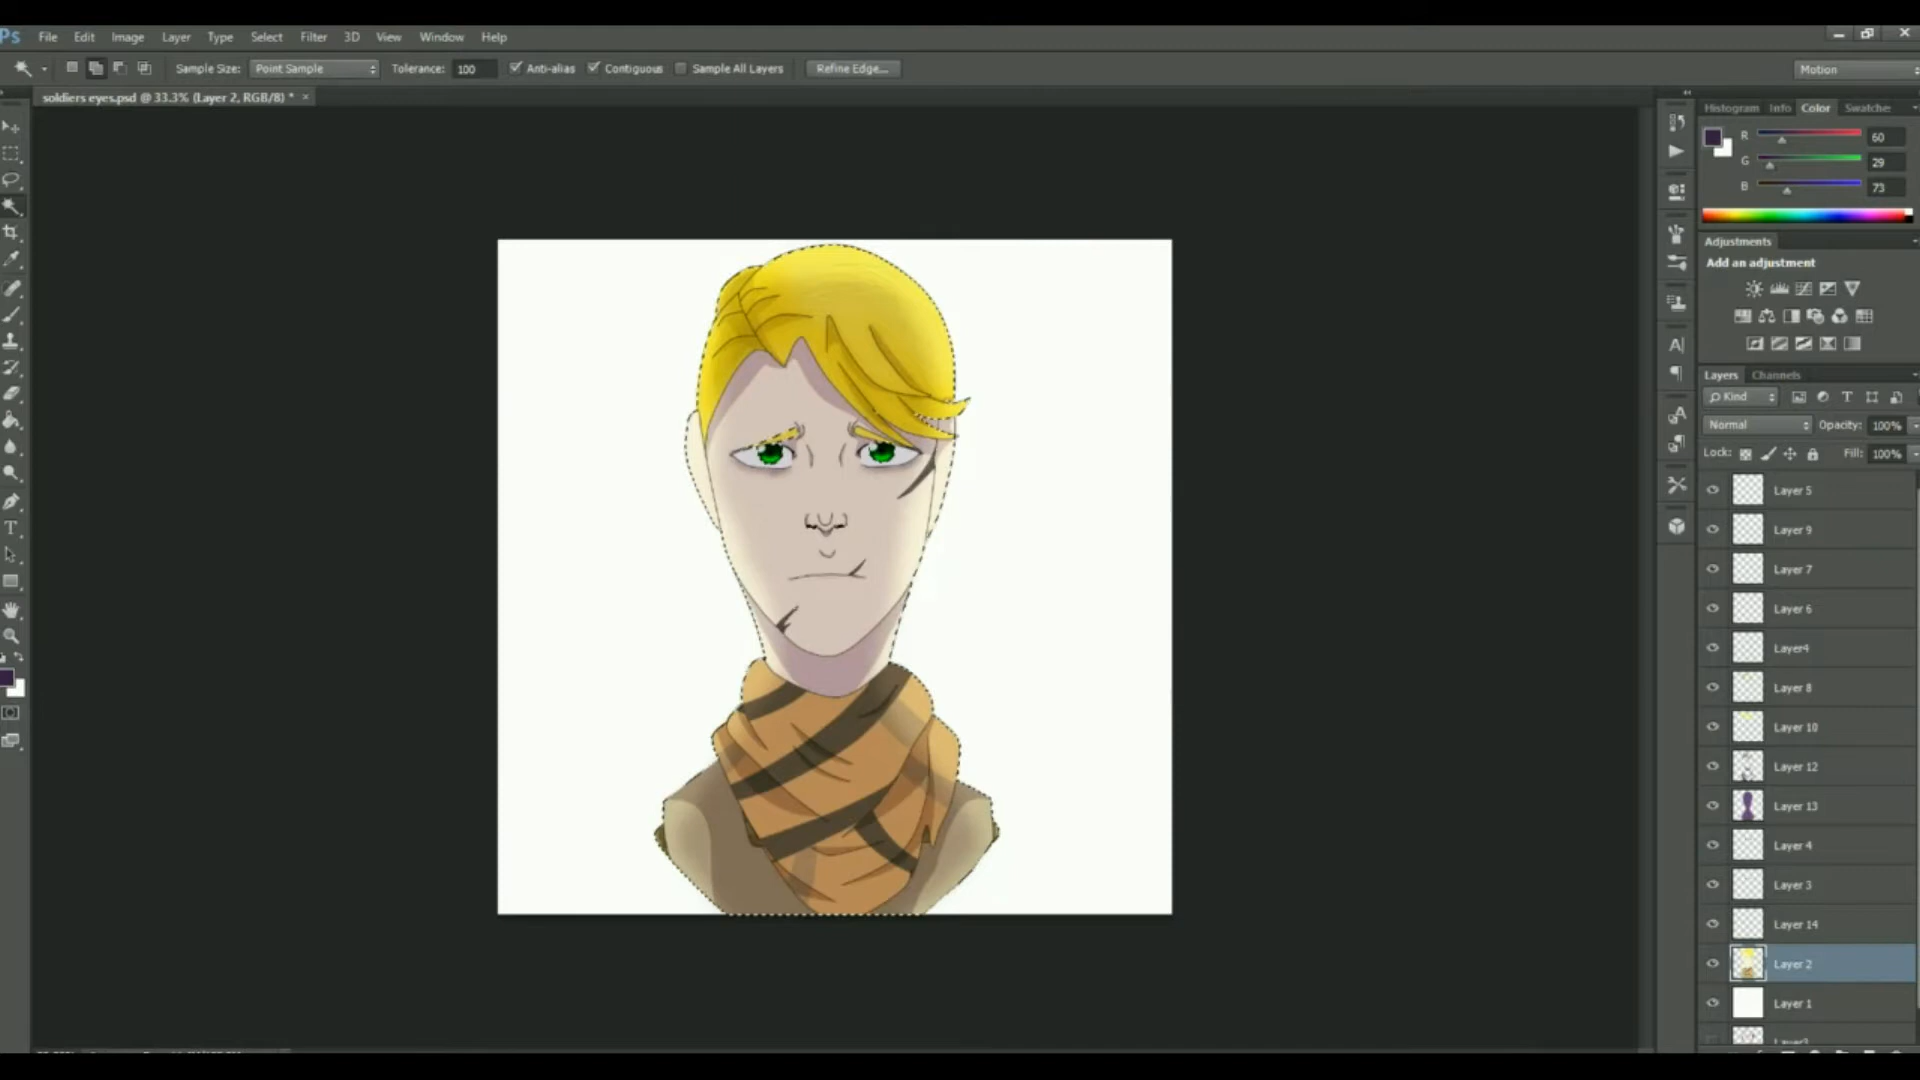 Ps File Edit Image Layer Type Select Filter 3D View Window Help
Sample Size: Point Sample Tolerance: 100 Anti-alias Contiguous Sample All Layers Refine Edge... Motion
soldiers eyes.psd @ 33.3% (Layer 2, RGB/8) * ×
Histogram Info Color Swatches
R 60
G 29
B 73
Adjustments
Add an adjustment
Layers Channels
Kind
Normal Opacity: 100%
Lock: Fill: 100%
Layer 5
Layer 9
Layer 7
Layer 6
Layer4
Layer 8
Layer 10
Layer 12
Layer 13
Layer 4
Layer 3
Layer 14
Layer 2
Layer 1